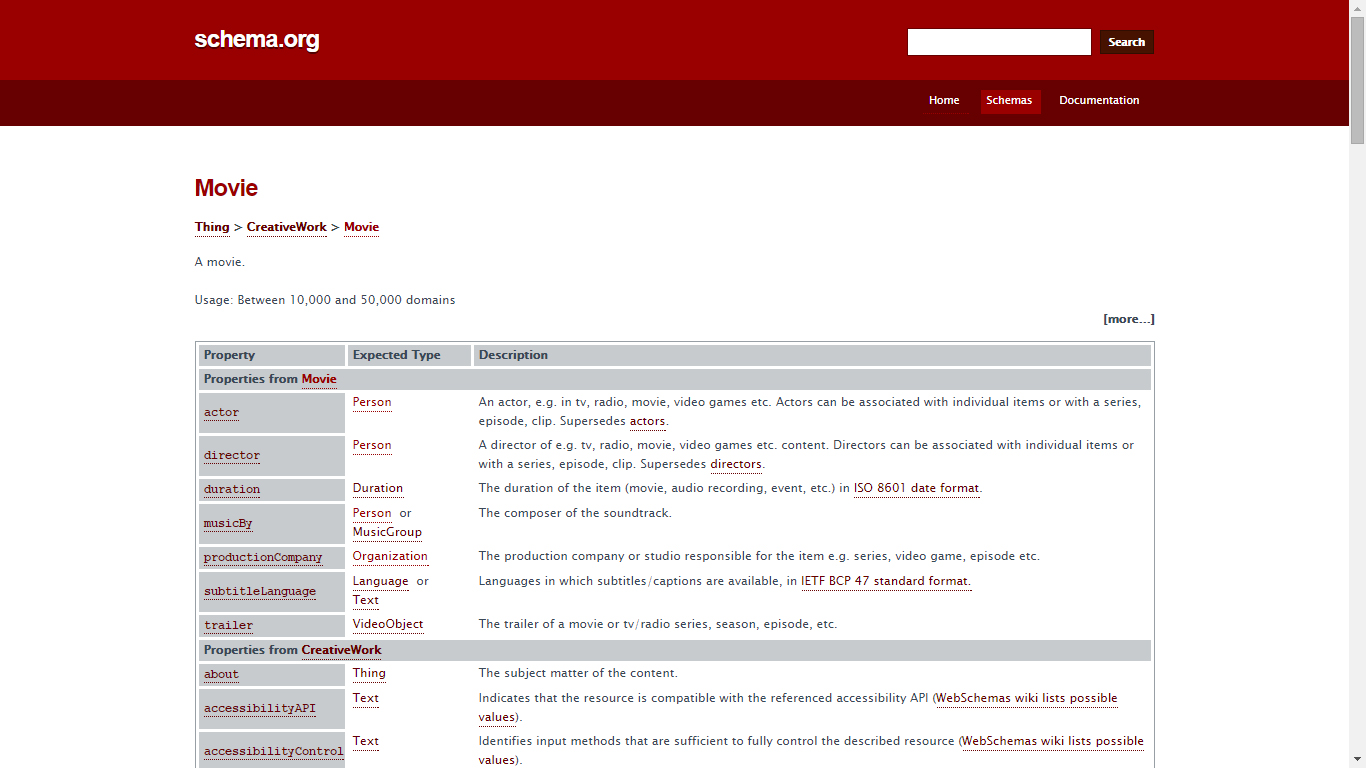 schema.org
Search
Home Schemas Documentation
Movie
Thing > CreativeWork > Movie
A movie.
Usage: Between 10,000 and 50,000 domains
[more...]
Property Expected Type Description
Properties from Movie
actor Person An actor, e.g. in tv, radio, movie, video games etc. Actors can be associated with individual items or with a series,
episode, clip. Supersedes actors.
director Person A director of e.g. tv, radio, movie, video games etc. content. Directors can be associated with individual items or
with a series, episode, clip. Supersedes directors.
duration Duration The duration of the item (movie, audio recording, event, etc.) in ISO 8601 date format.
musicBy Person or The composer of the soundtrack.
MusicGroup
productionCompany Organization The production company or studio responsible for the item e.g. series, video game, episode etc.
subtitleLanguage Language or Languages in which subtitles/captions are available, in IETF BCP 47 standard format.
Text
trailer VideoObject The trailer of a movie or tv/radio series, season, episode, etc.
Properties from CreativeWork
about Thing The subject matter of the content.
accessibilityAPI Text Indicates that the resource is compatible with the referenced accessibility API (WebSchemas wiki lists possible
values).
accessibilityControl Text Identifies input methods that are sufficient to fully control the described resource (WebSchemas wiki lists possible
values).